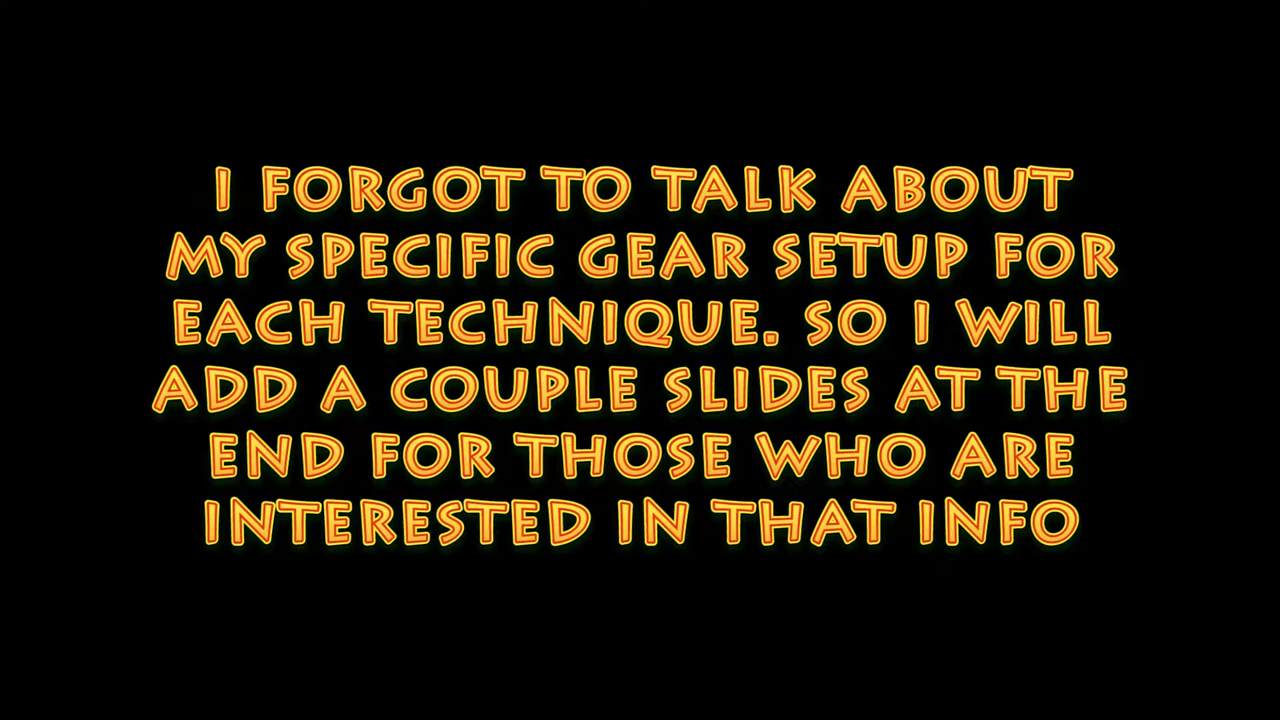 I FORGOT TO TALK ABOUT
MY SPECIFIC GEAR SETUP FOR
EACH TECHNIQUE. SO I WILL
ADD A COUPLE SLIDES AT THE
END FOR THOSE WHO ARE
INTERESTED IN THAT INFO